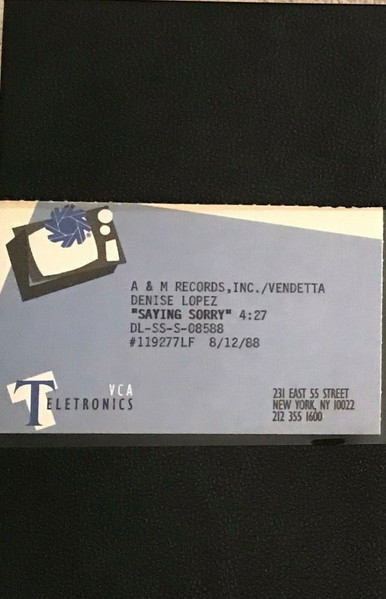 A & M RECORDS,INC./VENDETTA
DENISE LOPEZ
"SAYING SORRY" 4:27
DL-SS-S-08588
#119277LF 8/12/88
VCA
TELETRONICS
231 EAST 55 STREET
NEW YORK, NY 10022
212 355 1600